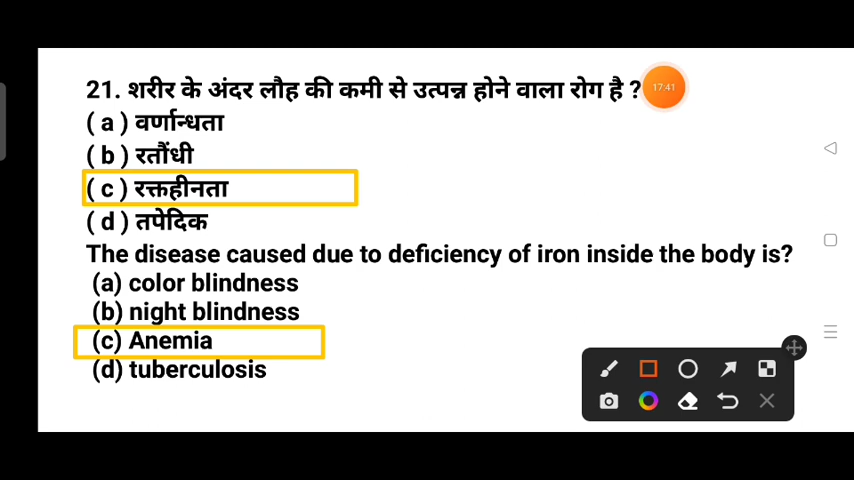 21. शरीर के अंदर लौह की कमी से उत्पन्न होने वाला रोग है ?
17:41
( a ) वर्णान्धता
( b ) रतौंधी
( c ) रक्तहीनता
( d ) तपेदिक
The disease caused due to deficiency of iron inside the body is?
(a) color blindness
(b) night blindness
(c) Anemia
(d) tuberculosis